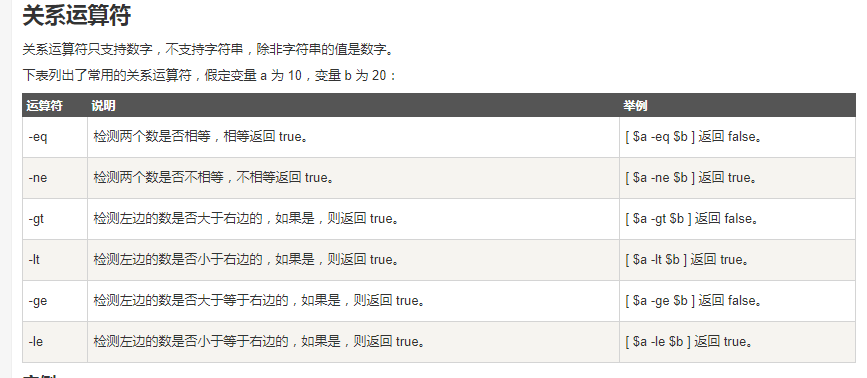 关系运算符
关系运算符只支持数字，不支持字符串，除非字符串的值是数字。
下表列出了常用的关系运算符，假定变量 a 为 10，变量 b 为 20：
运算符 说明 举例
-eq 检测两个数是否相等，相等返回 true。 [ $a -eq $b ] 返回 false。
-ne 检测两个数是否不相等，不相等返回 true。 [ $a -ne $b ] 返回 true。
-gt 检测左边的数是否大于右边的，如果是，则返回 true。 [ $a -gt $b ] 返回 false。
-lt 检测左边的数是否小于右边的，如果是，则返回 true。 [ $a -lt $b ] 返回 true。
-ge 检测左边的数是否大于等于右边的，如果是，则返回 true。 [ $a -ge $b ] 返回 false。
-le 检测左边的数是否小于等于右边的，如果是，则返回 true。 [ $a -le $b ] 返回 true。